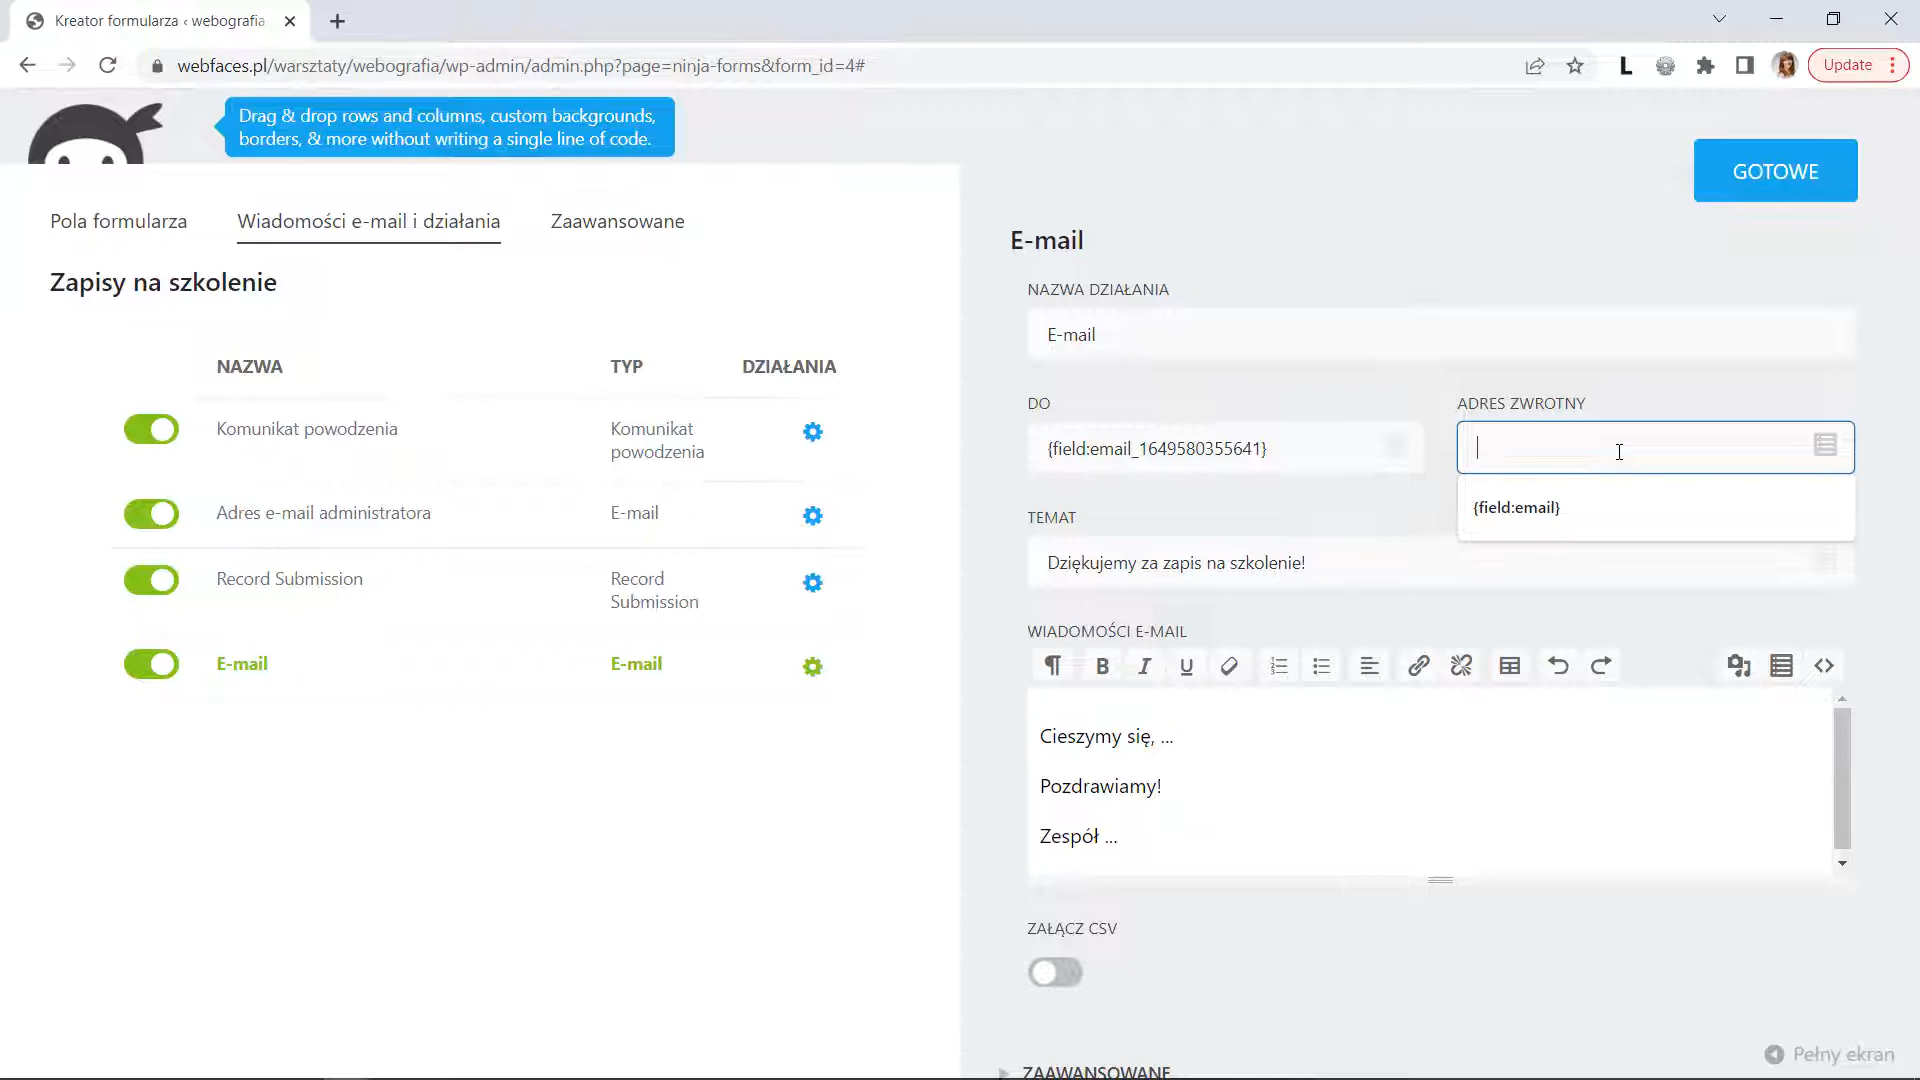 Kreator formularza ‹ webografia
webfaces.pl/warsztaty/webografia/wp-admin/admin.php?page=ninja-forms&form_id=4#
L
Update
Drag & drop rows and columns, custom backgrounds,
borders, & more without writing a single line of code.
GOTOWE
Pola formularza
Wiadomości e-mail i działania
Zaawansowane
Zapisy na szkolenie
NAZWA
TYP
DZIAŁANIA
Komunikat powodzenia
Komunikat
powodzenia
Adres e-mail administratora
E-mail
Record Submission
Record
Submission
E-mail
E-mail
E-mail
NAZWA DZIAŁANIA
E-mail
DO
{field:email_1649580355641}
ADRES ZWROTNY
{field:email}
TEMAT
Dziękujemy za zapis na szkolenie!
WIADOMOŚCI E-MAIL
Cieszymy się, ...
Pozdrawiamy!
Zespół ...
ZAŁĄCZ CSV
Pełny ekran
ZAAWANSOWANE